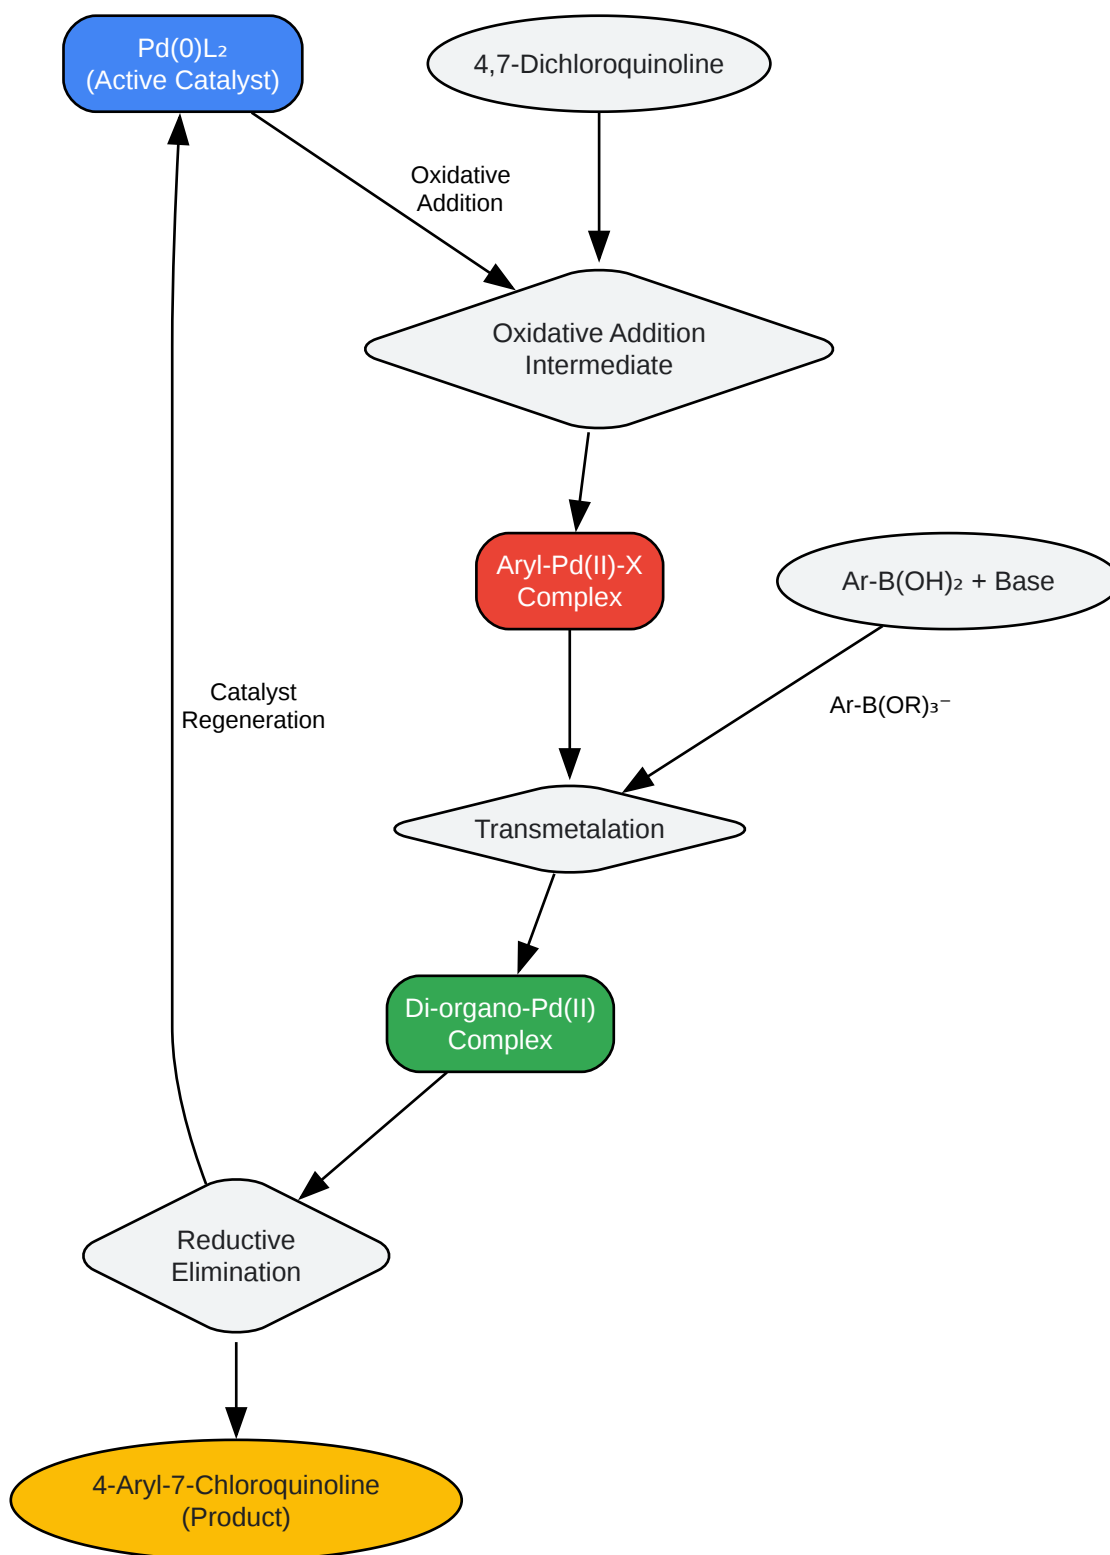 Pd(0)L₂
(Active Catalyst)
4,7-Dichloroquinoline
Oxidative
Addition
Oxidative Addition
Intermediate
Aryl-Pd(II)-X
Complex
Ar-B(OH)₂ + Base
Catalyst
Regeneration
Ar-B(OR)₃⁻
Transmetalation
Di-organo-Pd(II)
Complex
Reductive
Elimination
4-Aryl-7-Chloroquinoline
(Product)